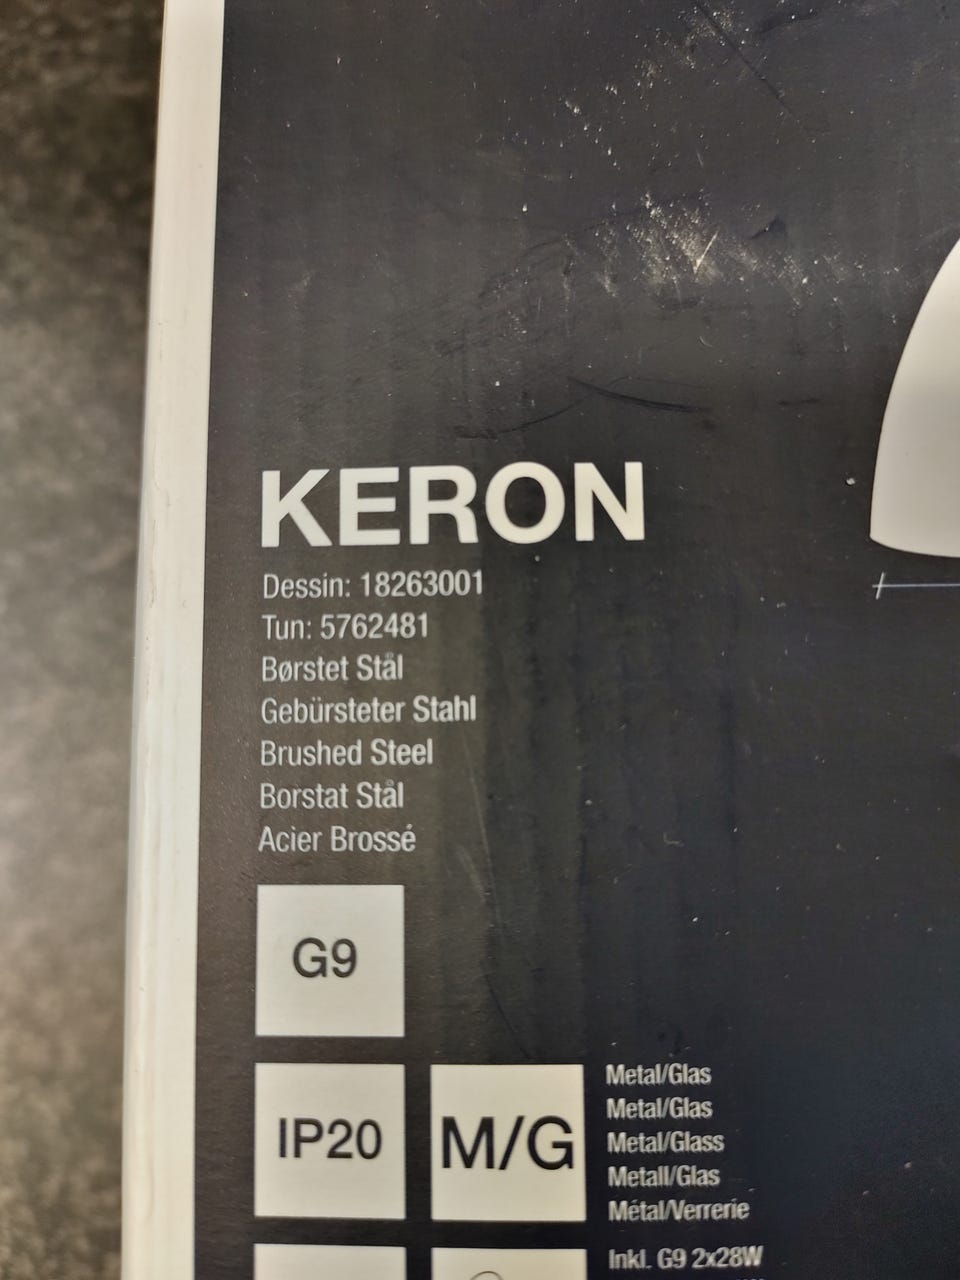 KERON
Dessin: 18263001
Tun: 5762481
Børstet Stål
Gebürsteter Stahl
Brushed Steel
Borstat Stål
Acier Brossé
G9
IP20
M/G
Metal/Glas
Metal/Glas
Metal/Glass
Metall/Glas
Métal/Verrerie
Inkl. G9 2x28W